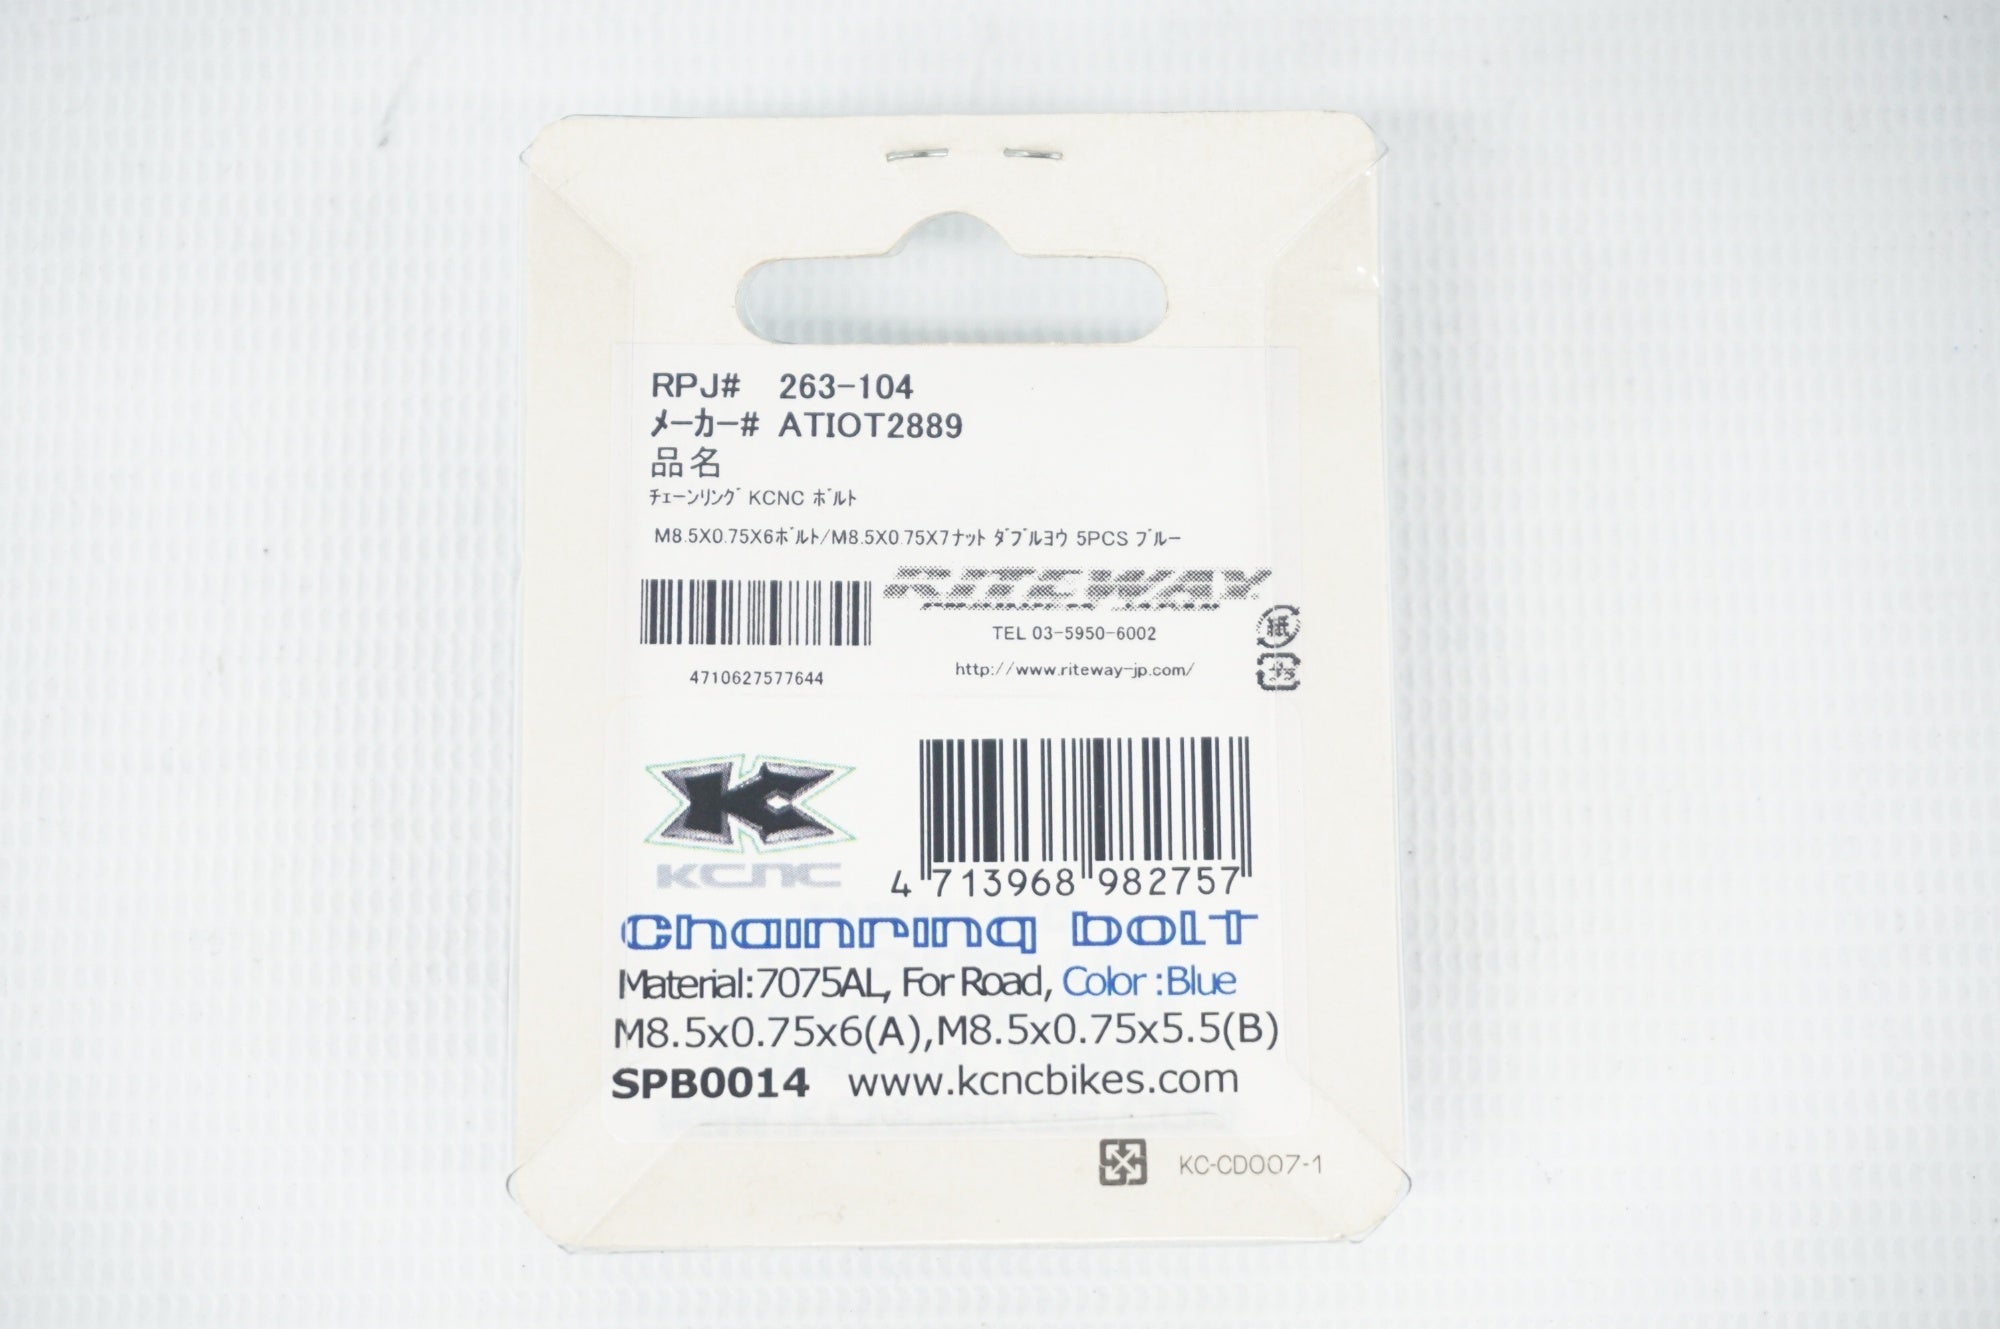 RPJ# 263-104
ﾒｰｶｰ# ATIOT2889
品名
ﾁｪｰﾝﾘﾝｸﾞ KCNC ﾎﾞﾙﾄ
M8.5X0.75X6ﾎﾞﾙﾄ/M8.5X0.75X7ﾅｯﾄ ﾀﾞﾌﾞﾙﾖｳ 5PCS ﾌﾞﾙｰ
RITEWAY
TEL 03-5950-6002
紙
4710627577644
http://www.riteway-jp.com/
プラ
KCNC
4 713968 982757
Chainring bolt
Material:7075AL, For Road, Color :Blue
M8.5x0.75x6(A),M8.5x0.75x5.5(B)
SPB0014 www.kcncbikes.com
KC-CD007-1